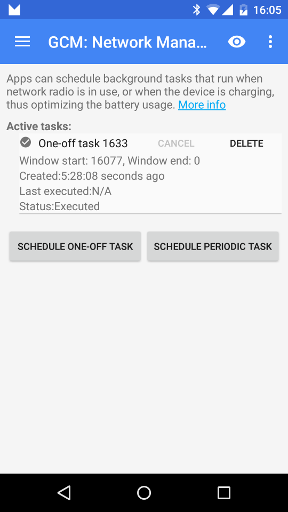 16:05
GCM: Network Mana...
Apps can schedule background tasks that run when
network radio is in use, or when the device is charging,
thus optimizing the battery usage. More info
Active tasks:
One-off task 1633 CANCEL DELETE
Window start: 16077, Window end: 0
Created:5:28:08 seconds ago
Last executed:N/A
Status:Executed
SCHEDULE ONE-OFF TASK SCHEDULE PERIODIC TASK